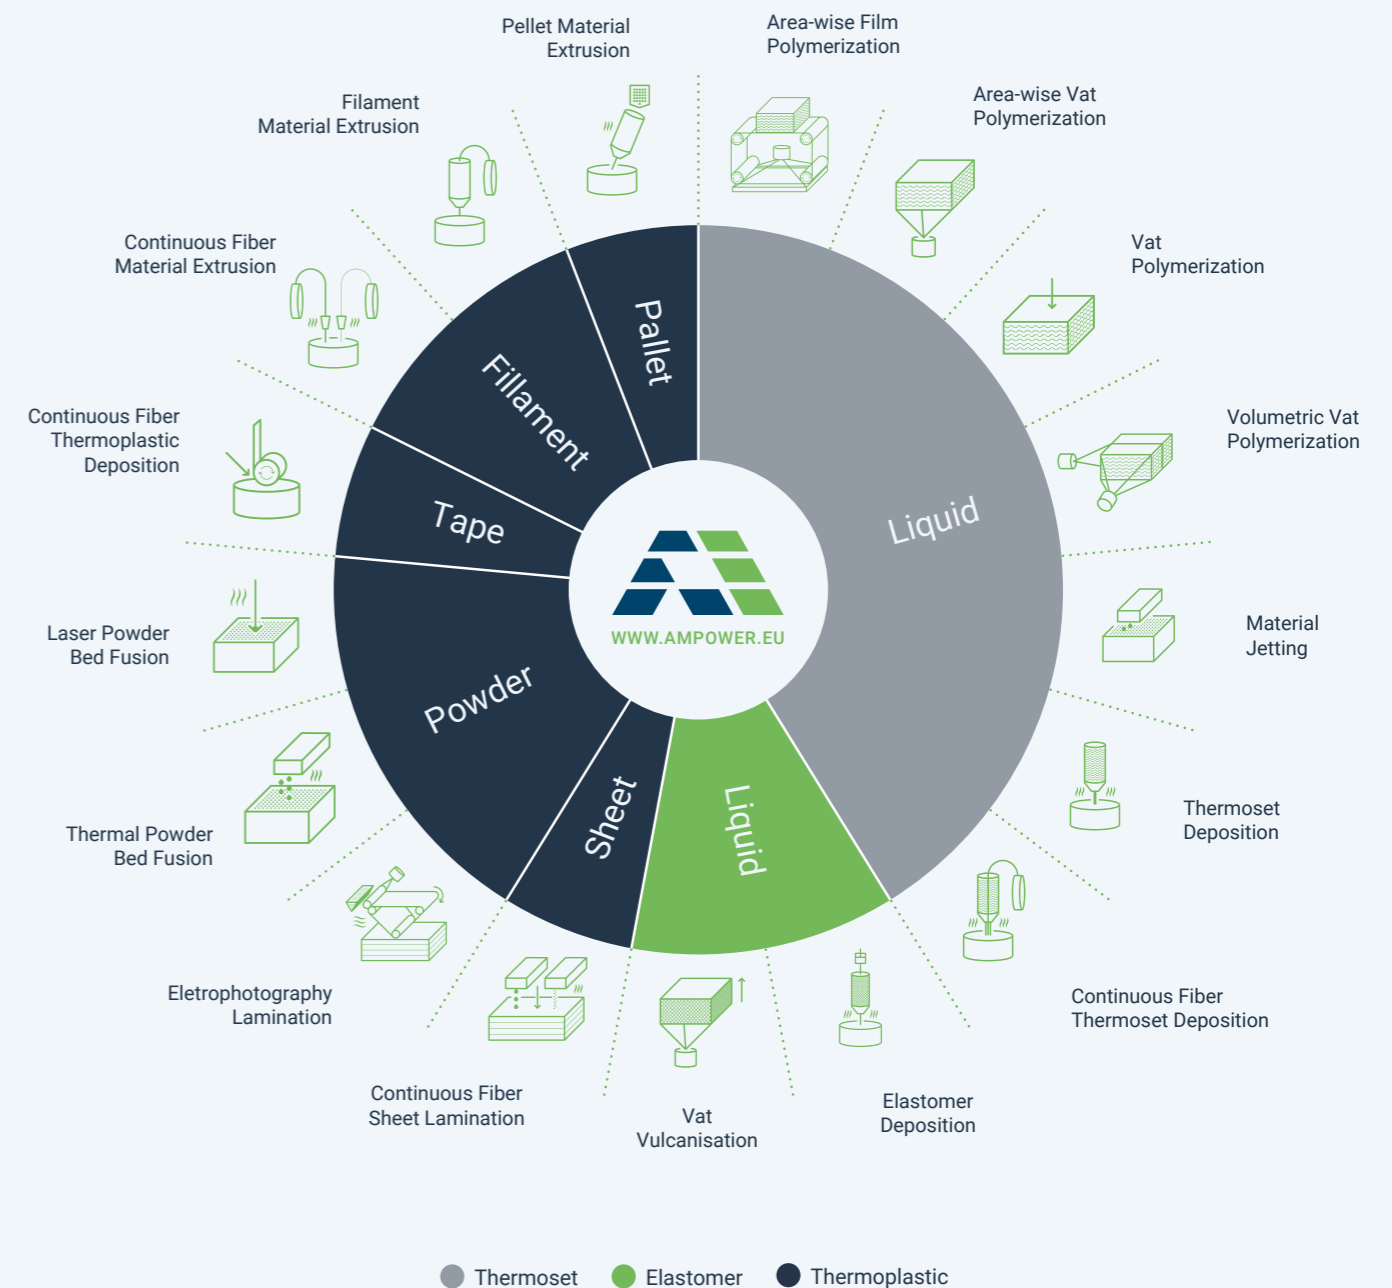 Pellet Material
Extrusion
Area-wise Film
Polymerization
Filament
Material Extrusion
Area-wise Vat
Polymerization
Continuous Fiber
Material Extrusion
Vat
Polymerization
Continuous Fiber
Thermoplastic
Deposition
Volumetric Vat
Polymerization
Laser Powder
Bed Fusion
Material
Jetting
Thermal Powder
Bed Fusion
Thermoset
Deposition
Eletrophotography
Lamination
Continuous Fiber
Thermoset Deposition
Continuous Fiber
Sheet Lamination
Vat
Vulcanisation
Elastomer
Deposition
Pallet
Fillament
Tape
Powder
Sheet
Liquid
Liquid
WWW.AMPOWER.EU
Thermoset
Elastomer
Thermoplastic